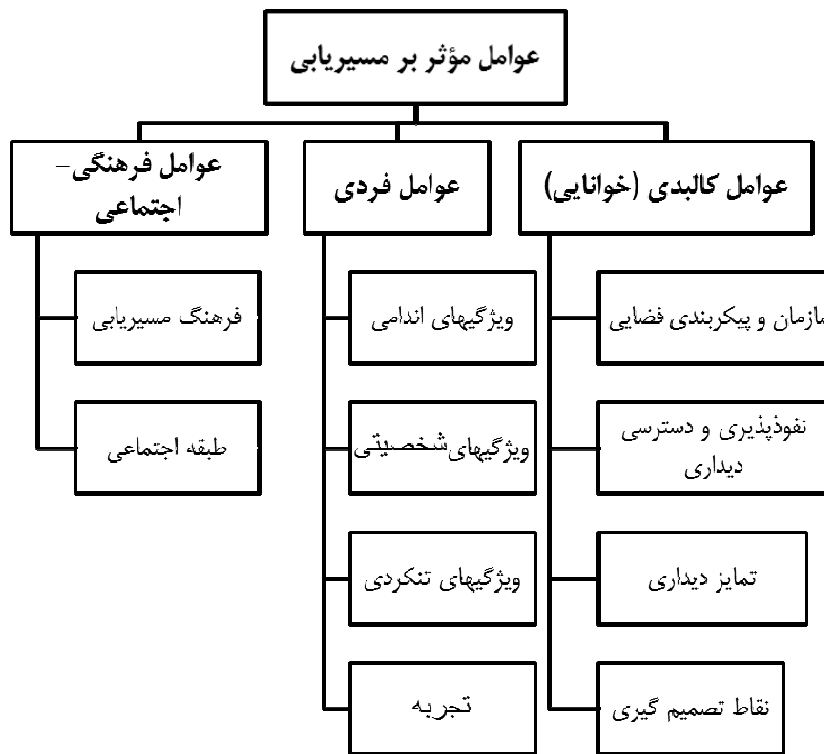 عوامل مؤثر بر مسیریابی
عوامل کالبدی (خوانایی)
سازمان و پیکربندی فضایی
نفوذپذیری و دسترسی
دیداری
تمایز دیداری
نقاط تصمیم گیری
عوامل فردی
ویژگیهای اندامی
ویژگیهای شخصیتی
ویژگیهای تنکردی
تجربه
عوامل فرهنگی-
اجتماعی
فرهنگ مسیریابی
طبقه اجتماعی